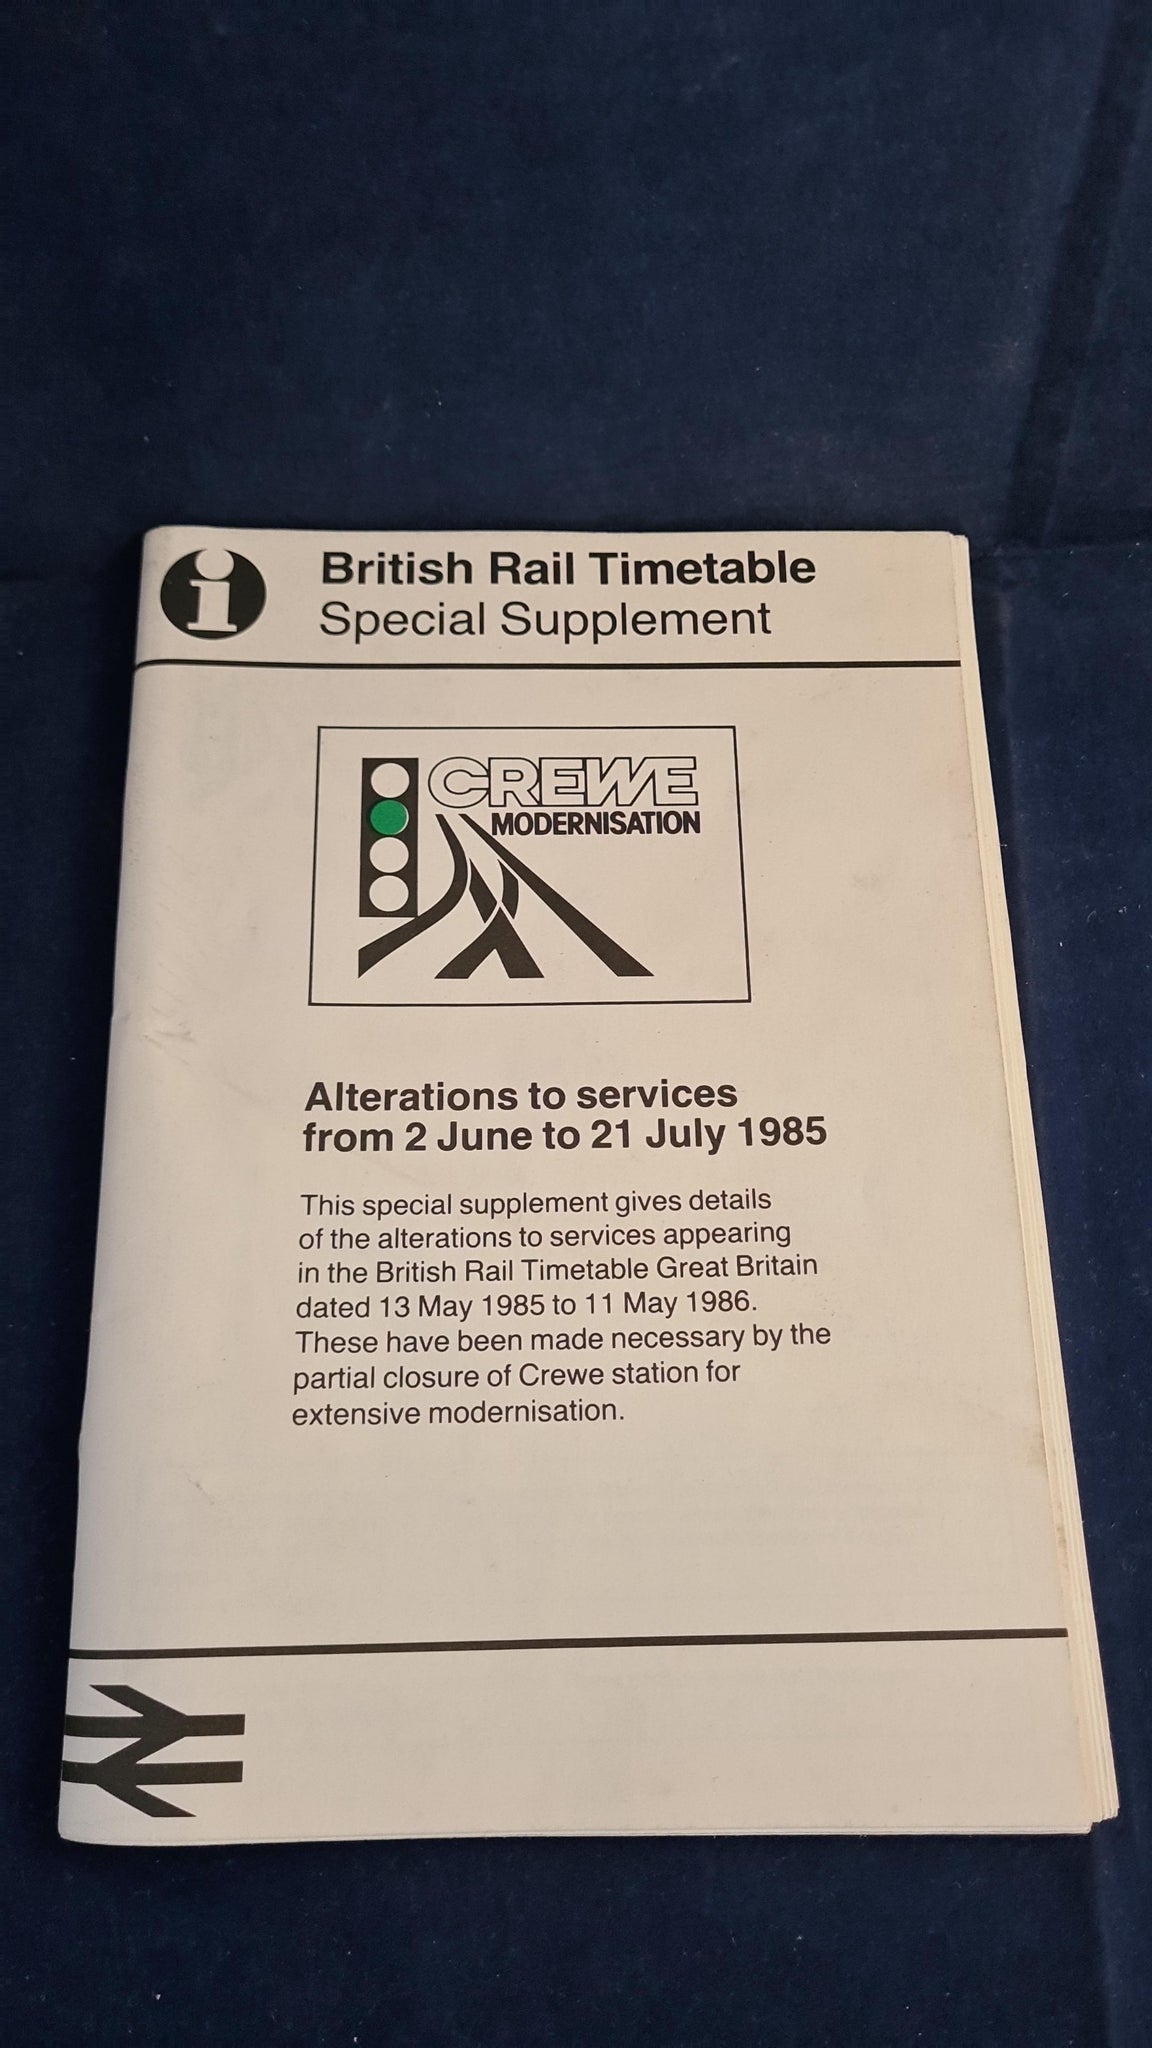 i
British Rail Timetable
Special Supplement
CREWE
MODERNISATION
Alterations to services
from 2 June to 21 July 1985
This special supplement gives details
of the alterations to services appearing
in the British Rail Timetable Great Britain
dated 13 May 1985 to 11 May 1986.
These have been made necessary by the
partial closure of Crewe station for
extensive modernisation.